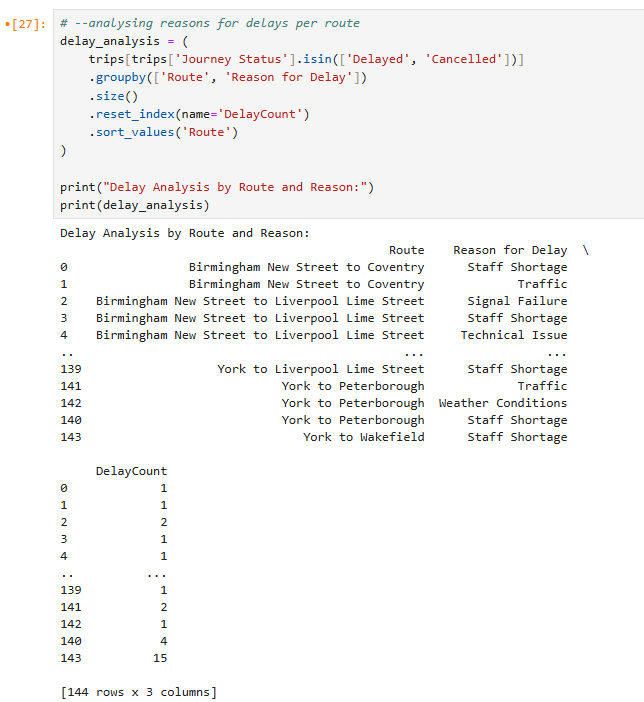 •[27]: # --analysing reasons for delays per route
delay_analysis = (
    trips[trips['Journey Status'].isin(['Delayed', 'Cancelled'])]
    .groupby(['Route', 'Reason for Delay'])
    .size()
    .reset_index(name='DelayCount')
    .sort_values('Route')
)
print("Delay Analysis by Route and Reason:")
print(delay_analysis)
Delay Analysis by Route and Reason:
                                              Route    Reason for Delay  \
0                  Birmingham New Street to Coventry      Staff Shortage
1                  Birmingham New Street to Coventry             Traffic
2     Birmingham New Street to Liverpool Lime Street      Signal Failure
3     Birmingham New Street to Liverpool Lime Street      Staff Shortage
4     Birmingham New Street to Liverpool Lime Street     Technical Issue
..                                               ...                 ...
139                   York to Liverpool Lime Street      Staff Shortage
141                            York to Peterborough             Traffic
142                            York to Peterborough  Weather Conditions
140                            York to Peterborough      Staff Shortage
143                               York to Wakefield      Staff Shortage
     DelayCount
0             1
1             1
2             2
3             1
4             1
..          ...
139           1
141           2
142           1
140           4
143          15
[144 rows x 3 columns]